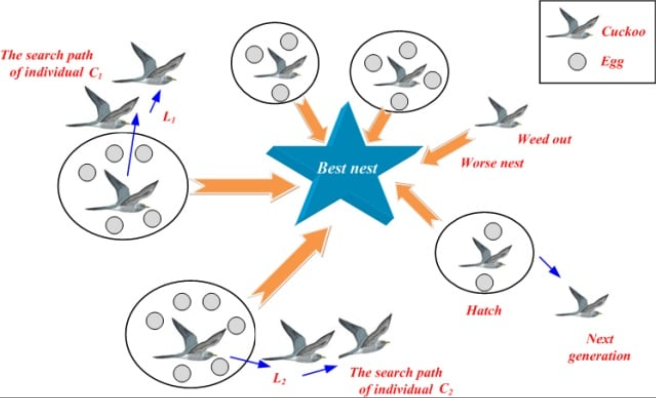 Cuckoo
Egg
The search path
of individual C₁
L₁
Best nest
Weed out
Worse nest
Hatch
Next
generation
L₂
The search path
of individual C₂